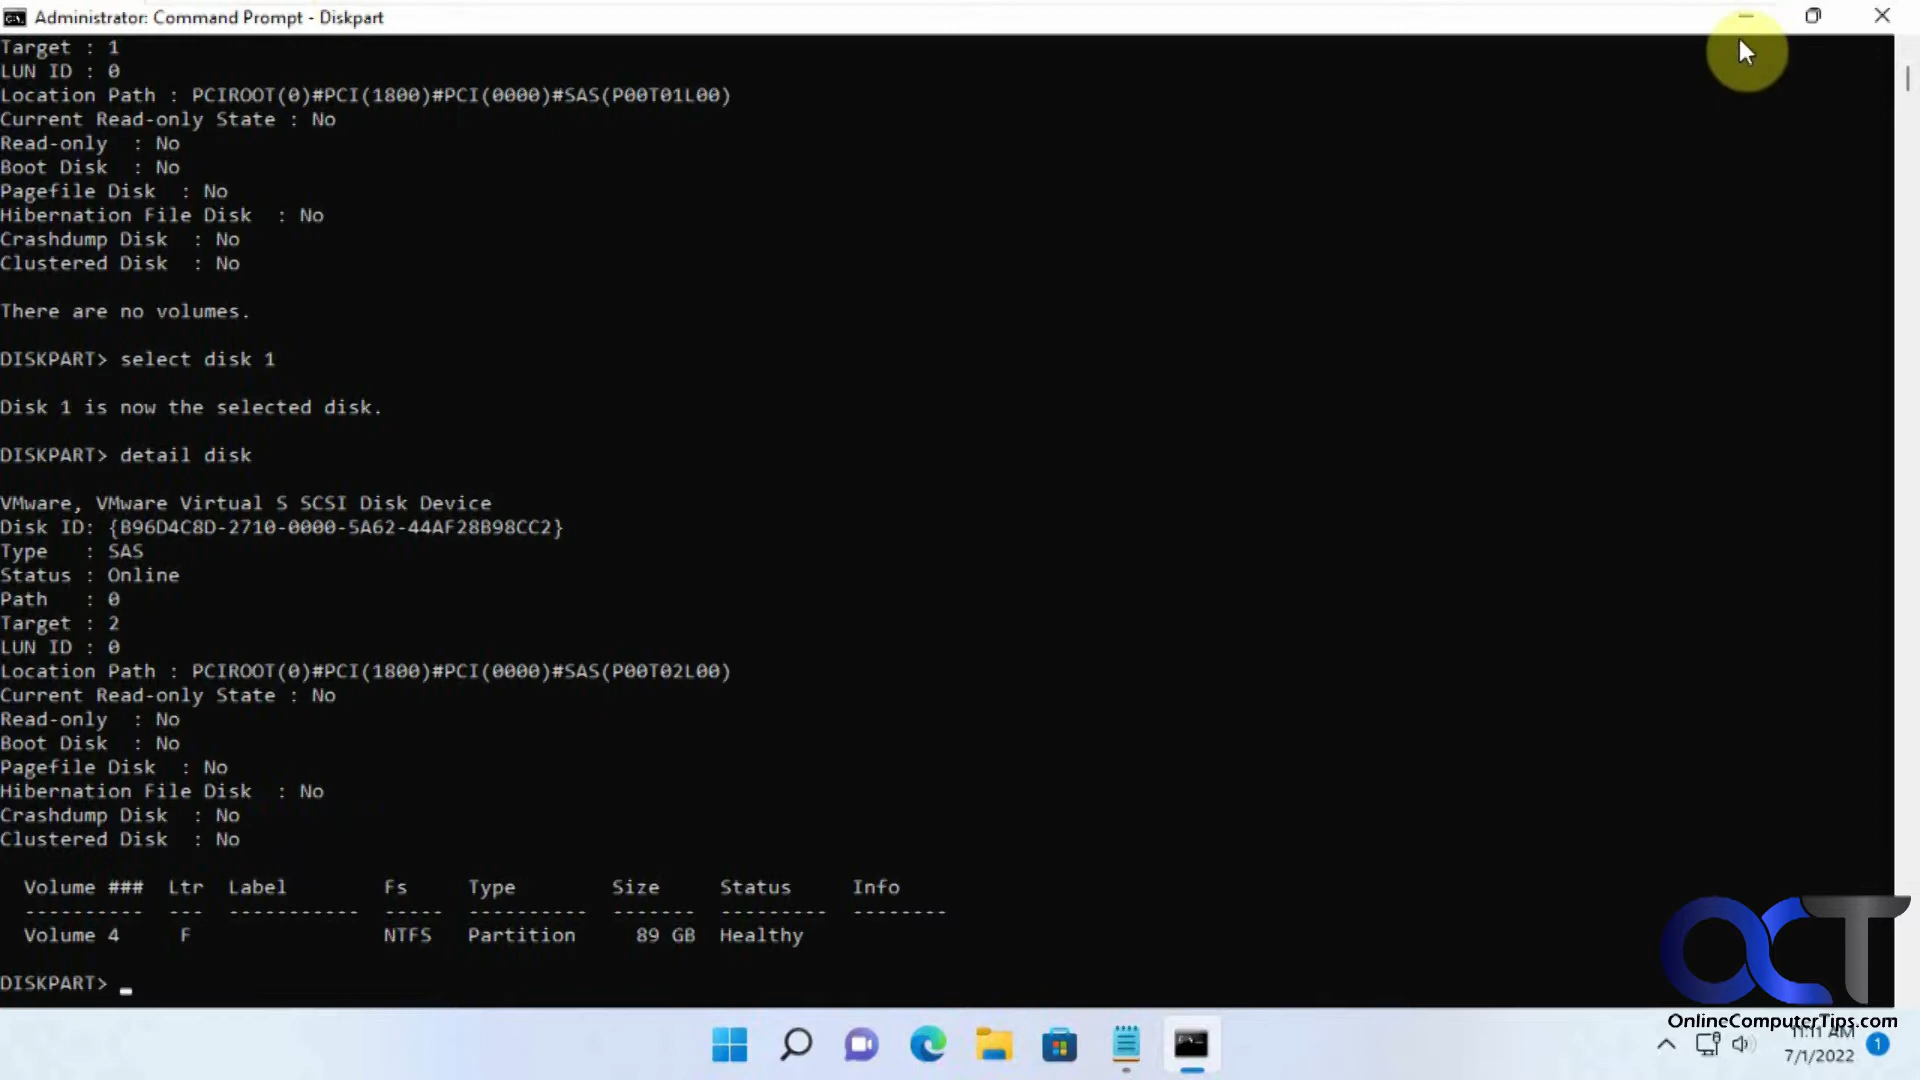 Administrator: Command Prompt - Diskpart
Target : 1
LUN ID : 0
Location Path : PCIROOT(0)#PCI(1800)#PCI(0000)#SAS(P00T01L00)
Current Read-only State : No
Read-only  : No
Boot Disk  : No
Pagefile Disk  : No
Hibernation File Disk  : No
Crashdump Disk  : No
Clustered Disk  : No
There are no volumes.
DISKPART> select disk 1
Disk 1 is now the selected disk.
DISKPART> detail disk
VMware, VMware Virtual S SCSI Disk Device
Disk ID: {B96D4C8D-2710-0000-5A62-44AF28B98CC2}
Type   : SAS
Status : Online
Path   : 0
Target : 2
LUN ID : 0
Location Path : PCIROOT(0)#PCI(1800)#PCI(0000)#SAS(P00T02L00)
Current Read-only State : No
Read-only  : No
Boot Disk  : No
Pagefile Disk  : No
Hibernation File Disk  : No
Crashdump Disk  : No
Clustered Disk  : No
Volume ###  Ltr  Label        Fs     Type        Size     Status     Info
----------  ---  -----------  -----  ----------  -------  ---------  --------
Volume 4     F                NTFS   Partition     89 GB  Healthy
DISKPART> _
OCT
OnlineComputerTips.com
11:11 AM
7/1/2022
1